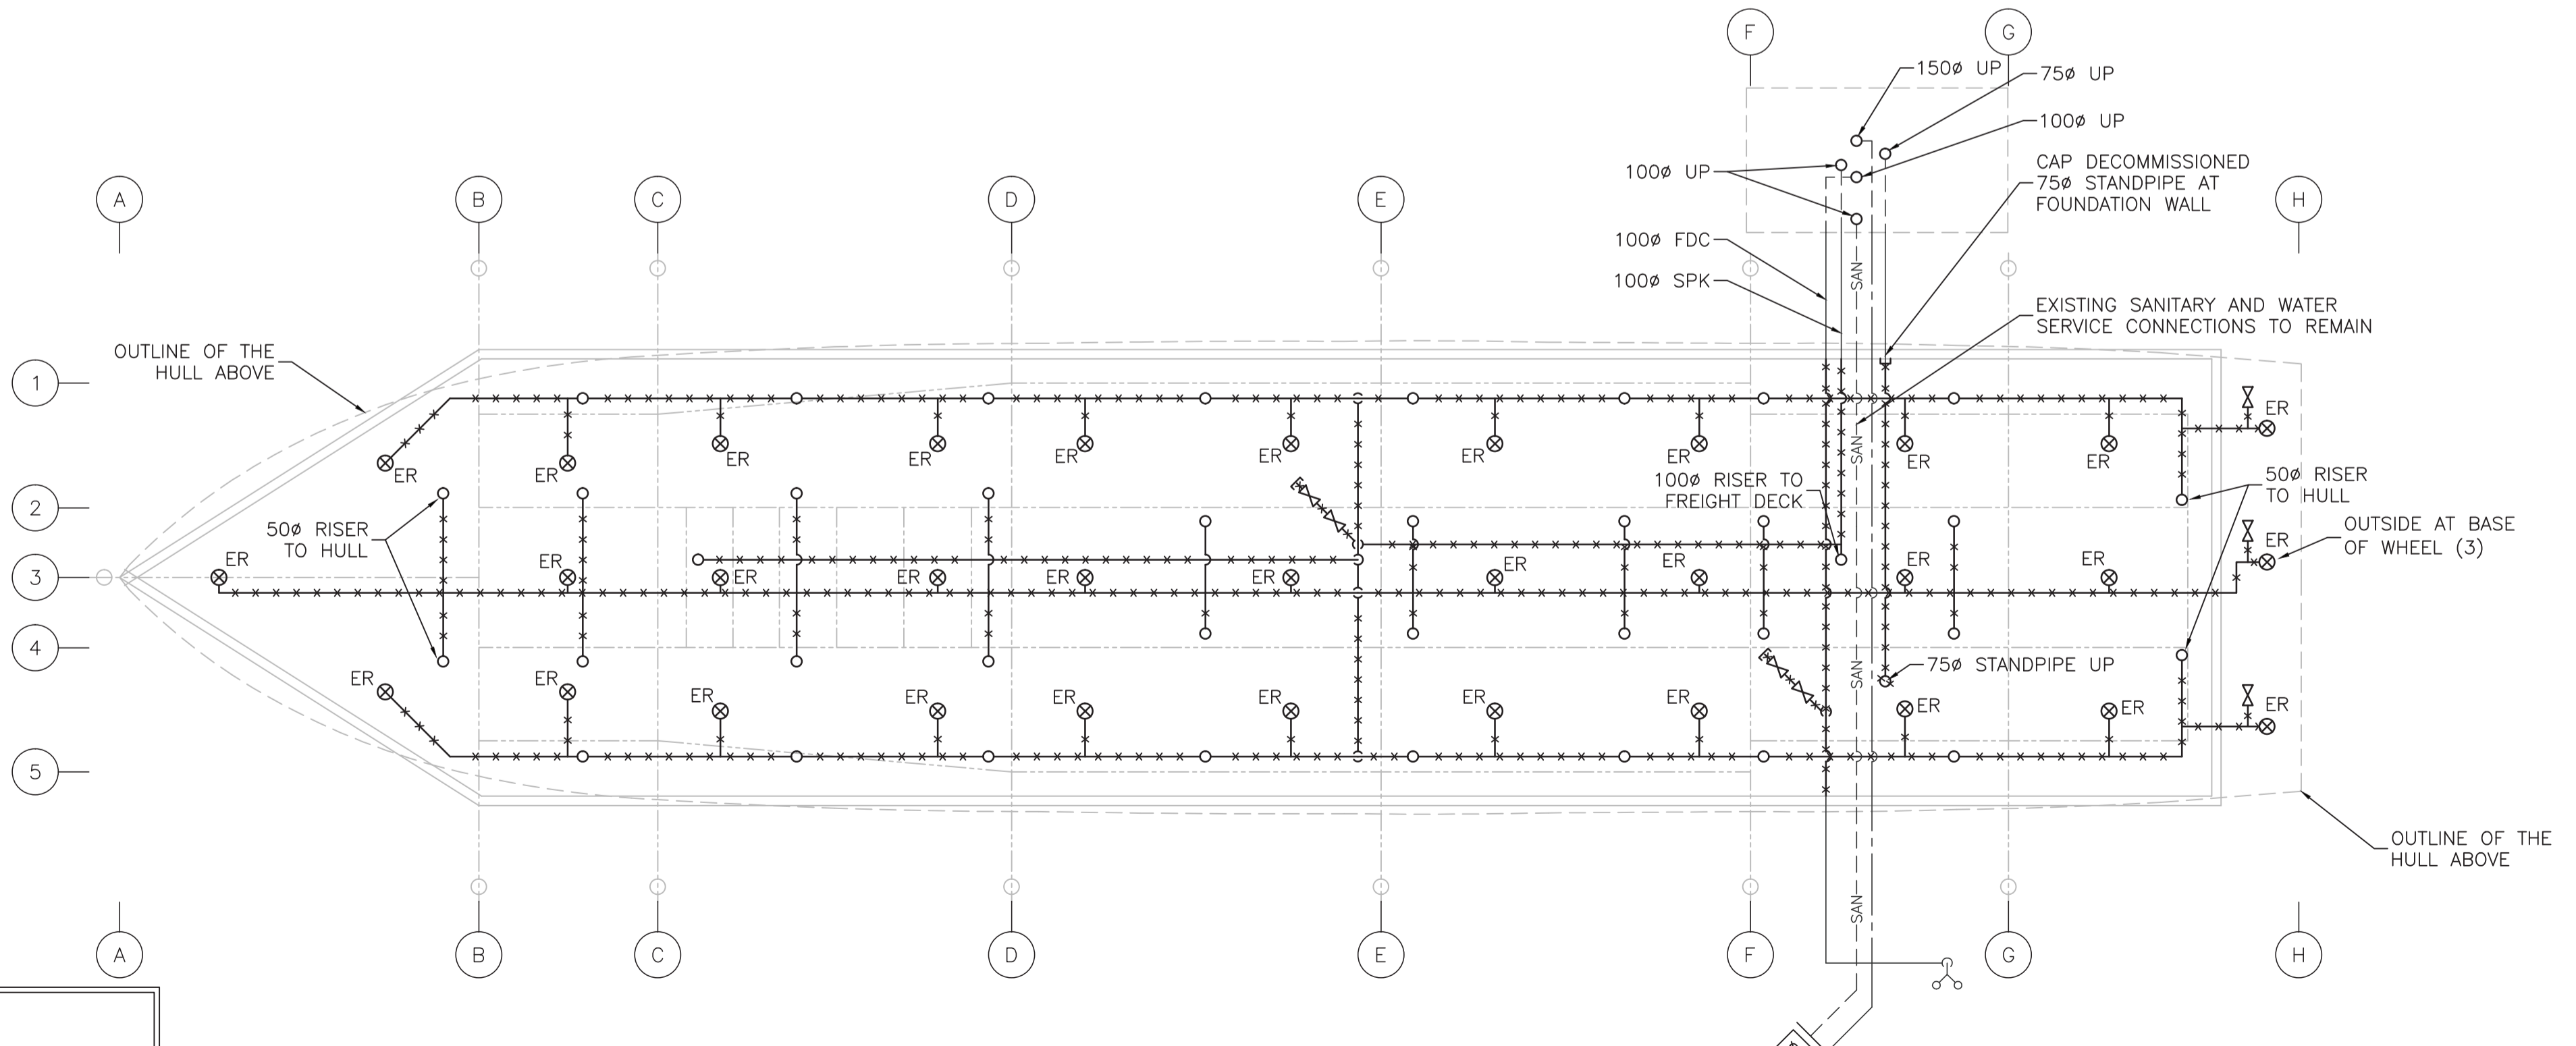 F
G
150ø UP
75ø UP
100ø UP
100ø UP
CAP DECOMMISSIONED
75ø STANDPIPE AT
FOUNDATION WALL
A
B
C
D
E
H
100ø FDC
100ø SPK
SAN
EXISTING SANITARY AND WATER
SERVICE CONNECTIONS TO REMAIN
OUTLINE OF THE
HULL ABOVE
1
ER
ER
ER
ER
ER
ER
ER
ER
ER
ER
ER
SAN
2
50ø RISER
TO HULL
100ø RISER TO
FREIGHT DECK
50ø RISER
TO HULL
OUTSIDE AT BASE
OF WHEEL (3)
3
ER
ER
ER
ER
ER
ER
ER
ER
ER
ER
ER
4
75ø STANDPIPE UP
SAN
ER
ER
ER
ER
ER
ER
ER
ER
ER
ER
ER
5
OUTLINE OF THE
HULL ABOVE
SAN
A
B
C
D
E
F
G
H